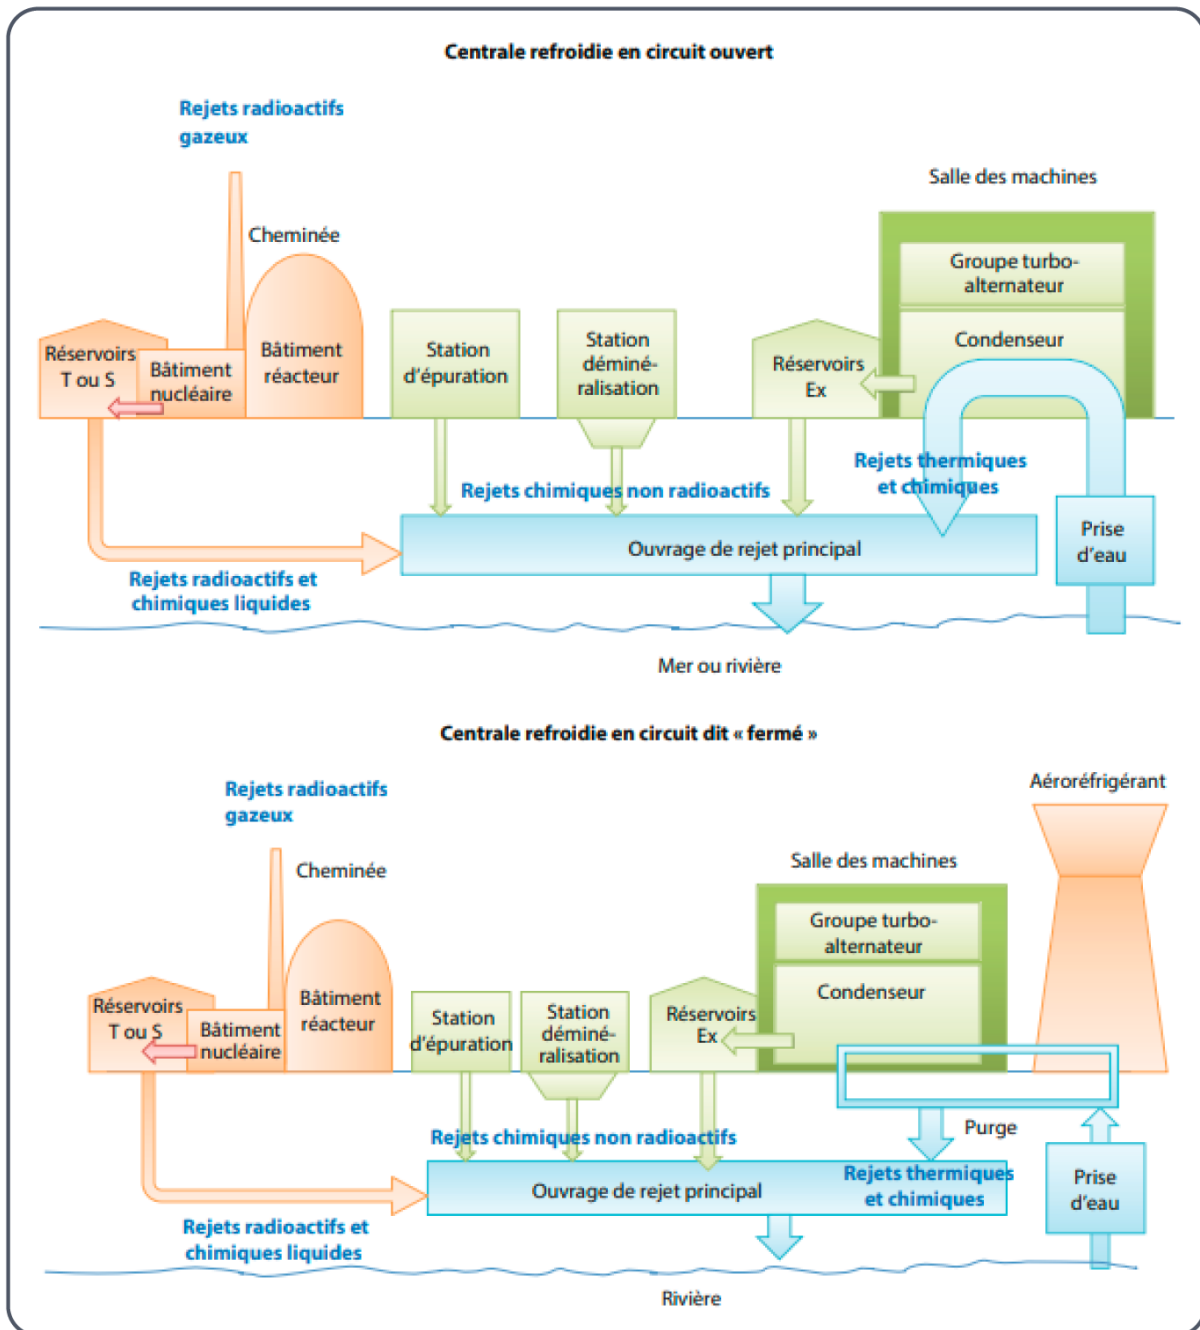 Centrale refroidie en circuit ouvert
Rejets radioactifs
gazeux
Salle des machines
Cheminée
Groupe turbo-
alternateur
Réservoirs
T ou S
Bâtiment
nucléaire
Bâtiment
réacteur
Station
d'épuration
Station
déminé-
ralisation
Réservoirs
Ex
Condenseur
Rejets thermiques
et chimiques
Rejets chimiques non radioactifs
Prise
d'eau
Ouvrage de rejet principal
Rejets radioactifs et
chimiques liquides
Mer ou rivière
Centrale refroidie en circuit dit « fermé »
Rejets radioactifs
gazeux
Aéroréfrigérant
Cheminée
Salle des machines
Groupe turbo-
alternateur
Réservoirs
T ou S
Bâtiment
nucléaire
Bâtiment
réacteur
Station
d'épuration
Station
déminé-
ralisation
Réservoirs
Ex
Condenseur
Purge
Rejets chimiques non radioactifs
Rejets thermiques
et chimiques
Prise
d'eau
Ouvrage de rejet principal
Rejets radioactifs et
chimiques liquides
Rivière